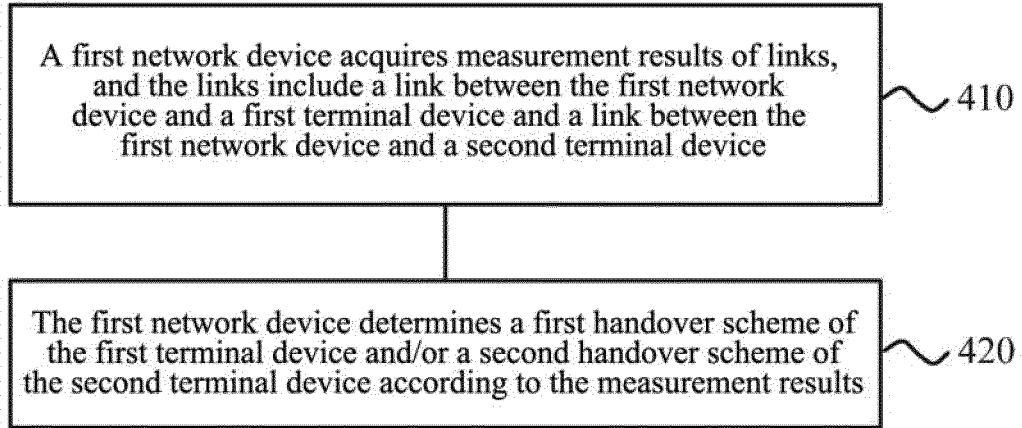 A first network device acquires measurement results of links,
and the links include a link between the first network
device and a first terminal device and a link between the
first network device and a second terminal device
410
The first network device determines a first handover scheme of
the first terminal device and/or a second handover scheme of
the second terminal device according to the measurement results
420